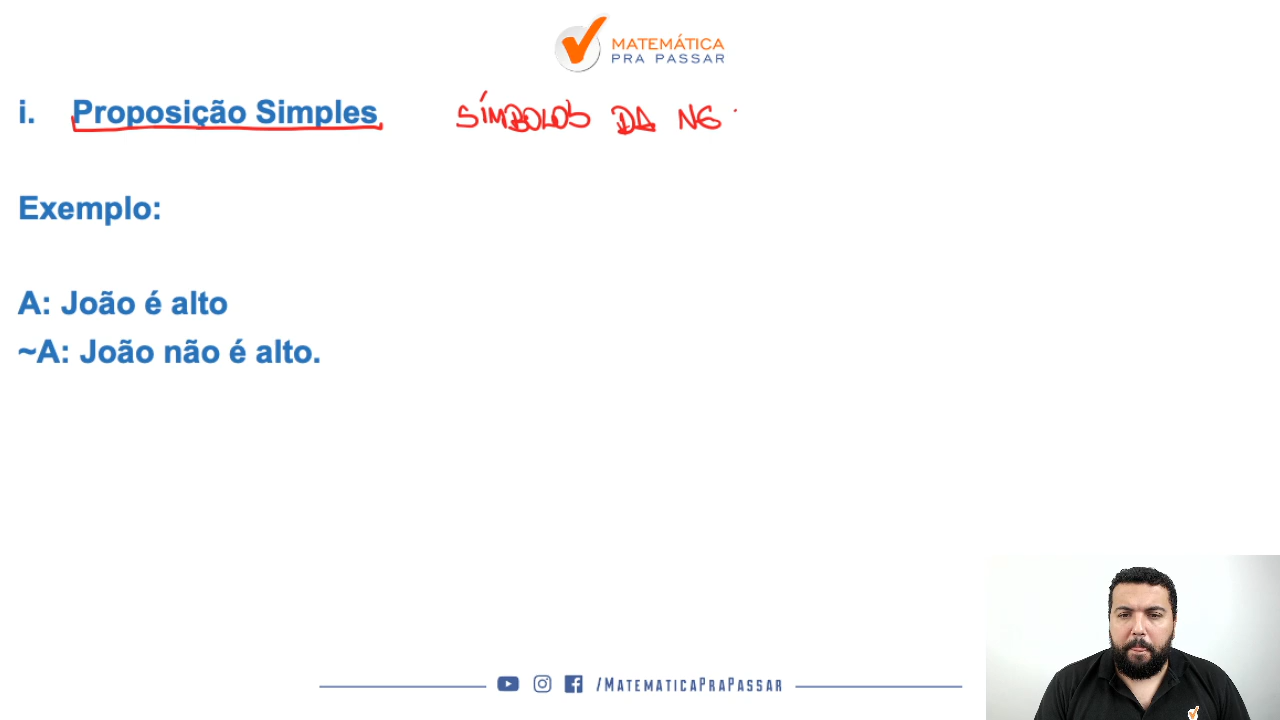 MATEMÁTICA
PRA PASSAR
i. Proposição Simples SÍMBOLOS DA NG
Exemplo:
A: João é alto
~A: João não é alto.
/MATEMATICAPRAPASSAR